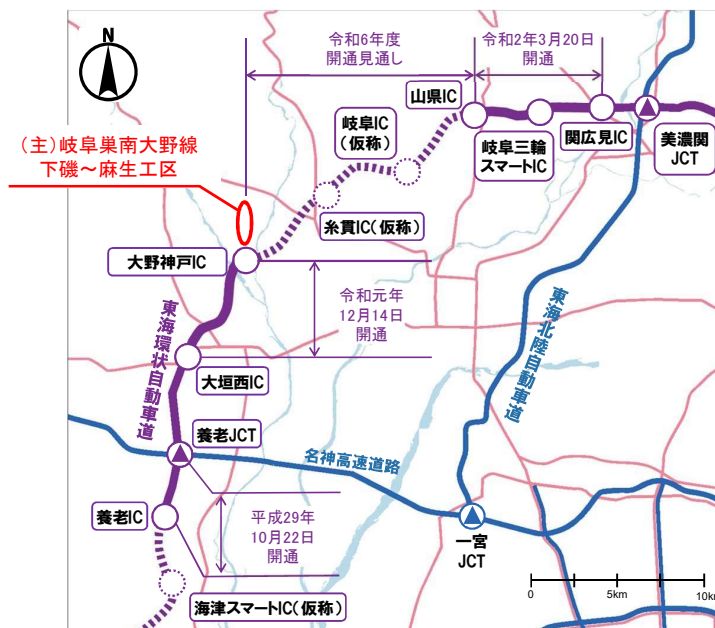 N
令和6年度
開通見通し
令和2年3月20日
開通
山県IC
岐阜IC
(仮称)
岐阜三輪
スマートIC
関広見IC
美濃関
JCT
(主)岐阜巣南大野線
下磯～麻生工区
糸貫IC(仮称)
大野神戸IC
令和元年
12月14日
開通
東海環状自動車道
東海北陸自動車道
大垣西IC
養老JCT
名神高速道路
養老IC
平成29年
10月22日
開通
一宮
JCT
海津スマートIC(仮称)
0 5km 10km